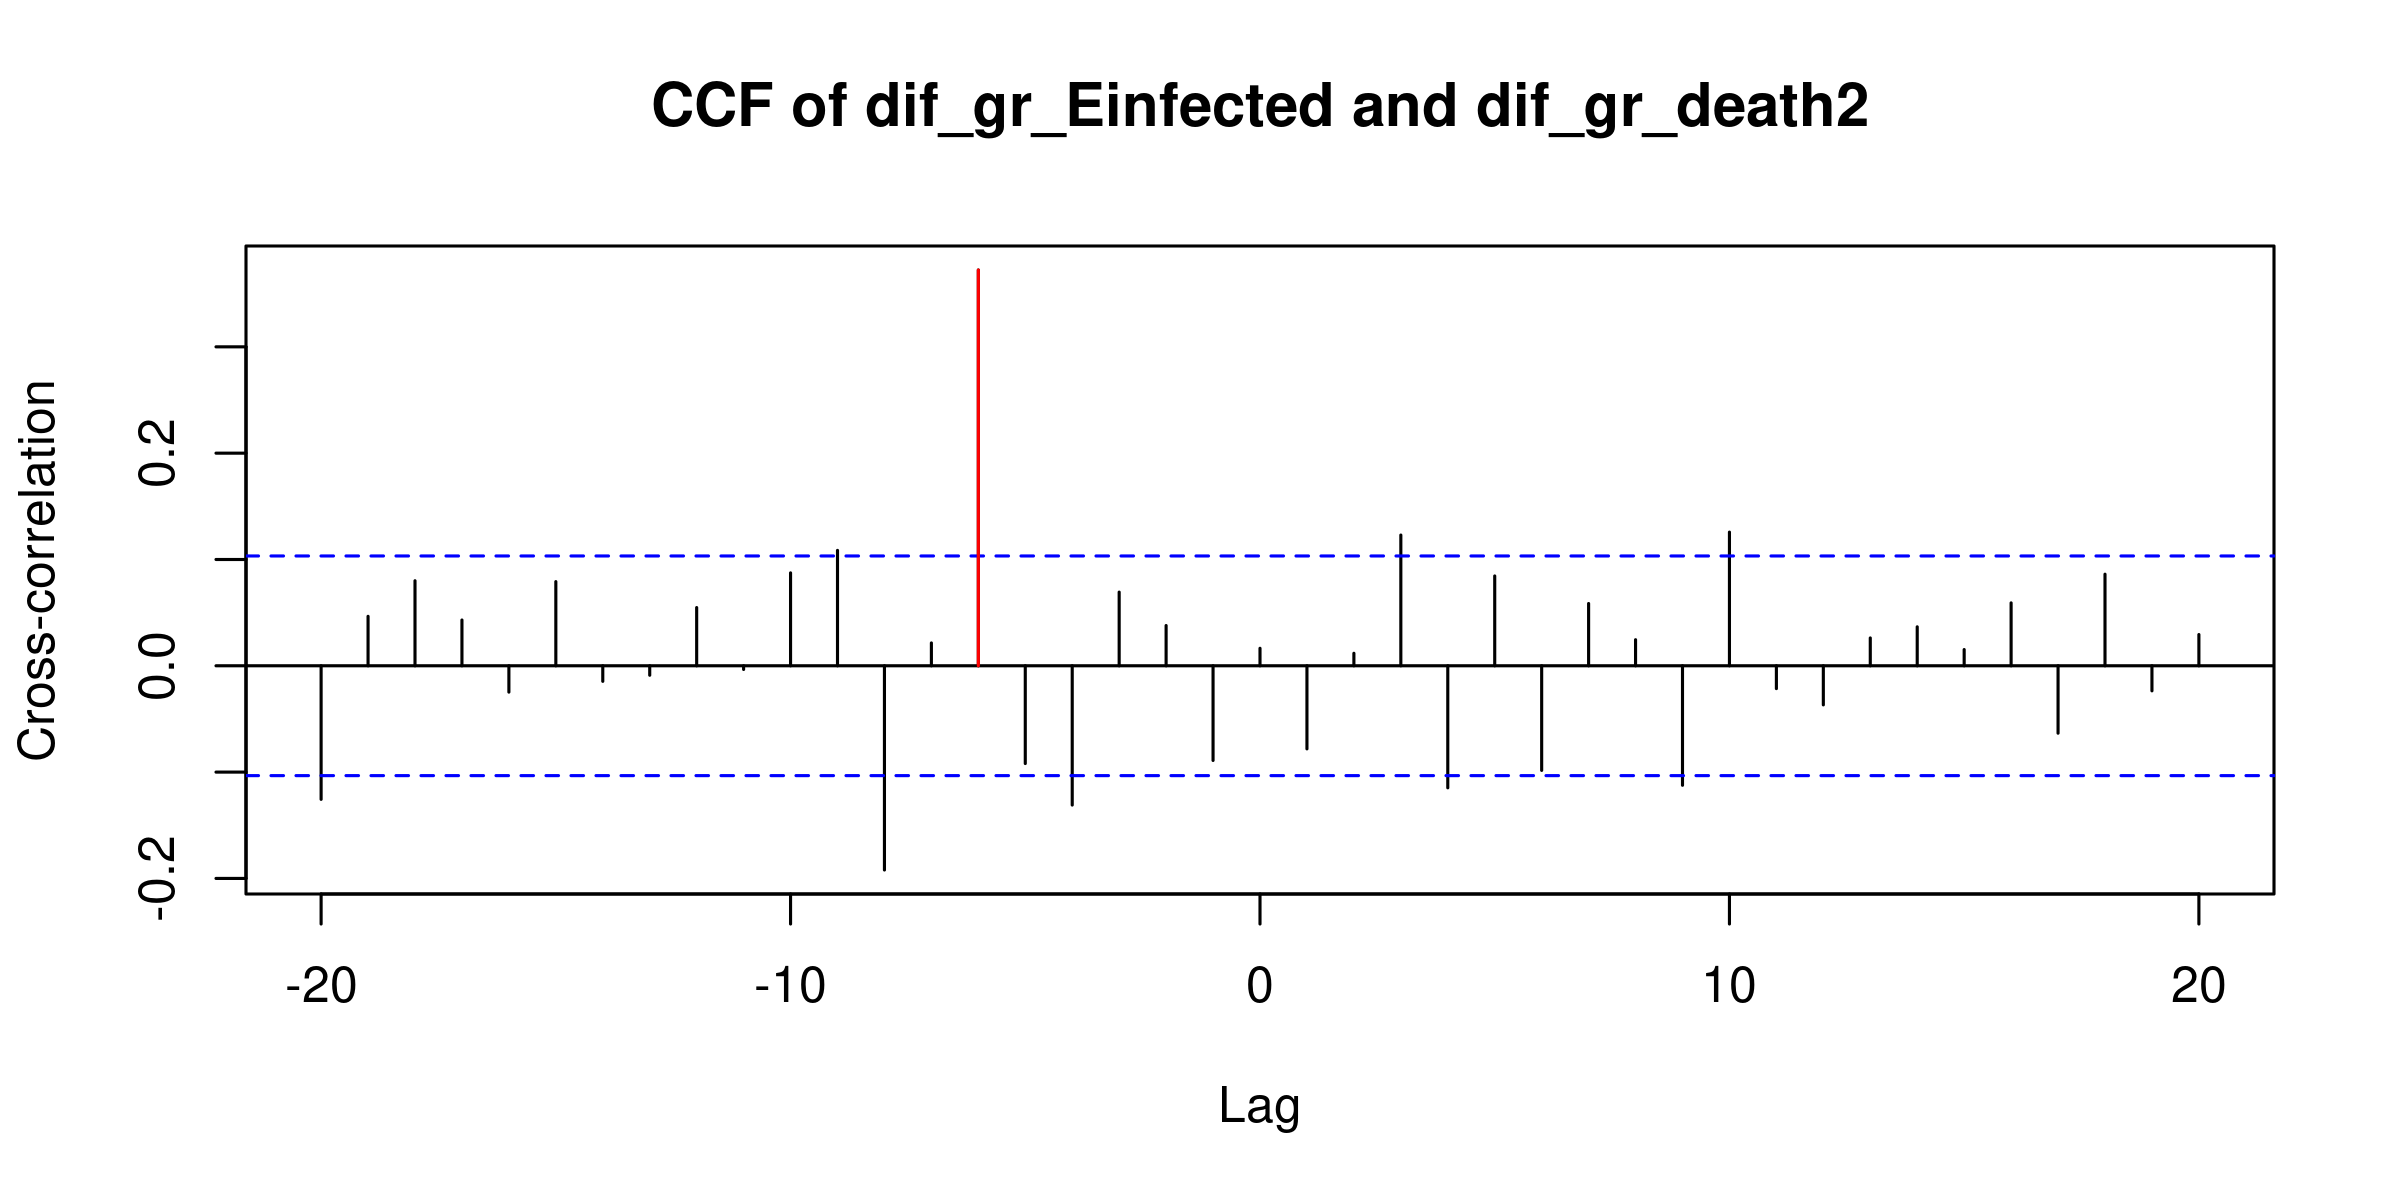 CCF of dif_gr_Einfected and dif_gr_death2
Cross-correlation
0.2
0.0
-0.2
-20 -10 0 10 20
Lag